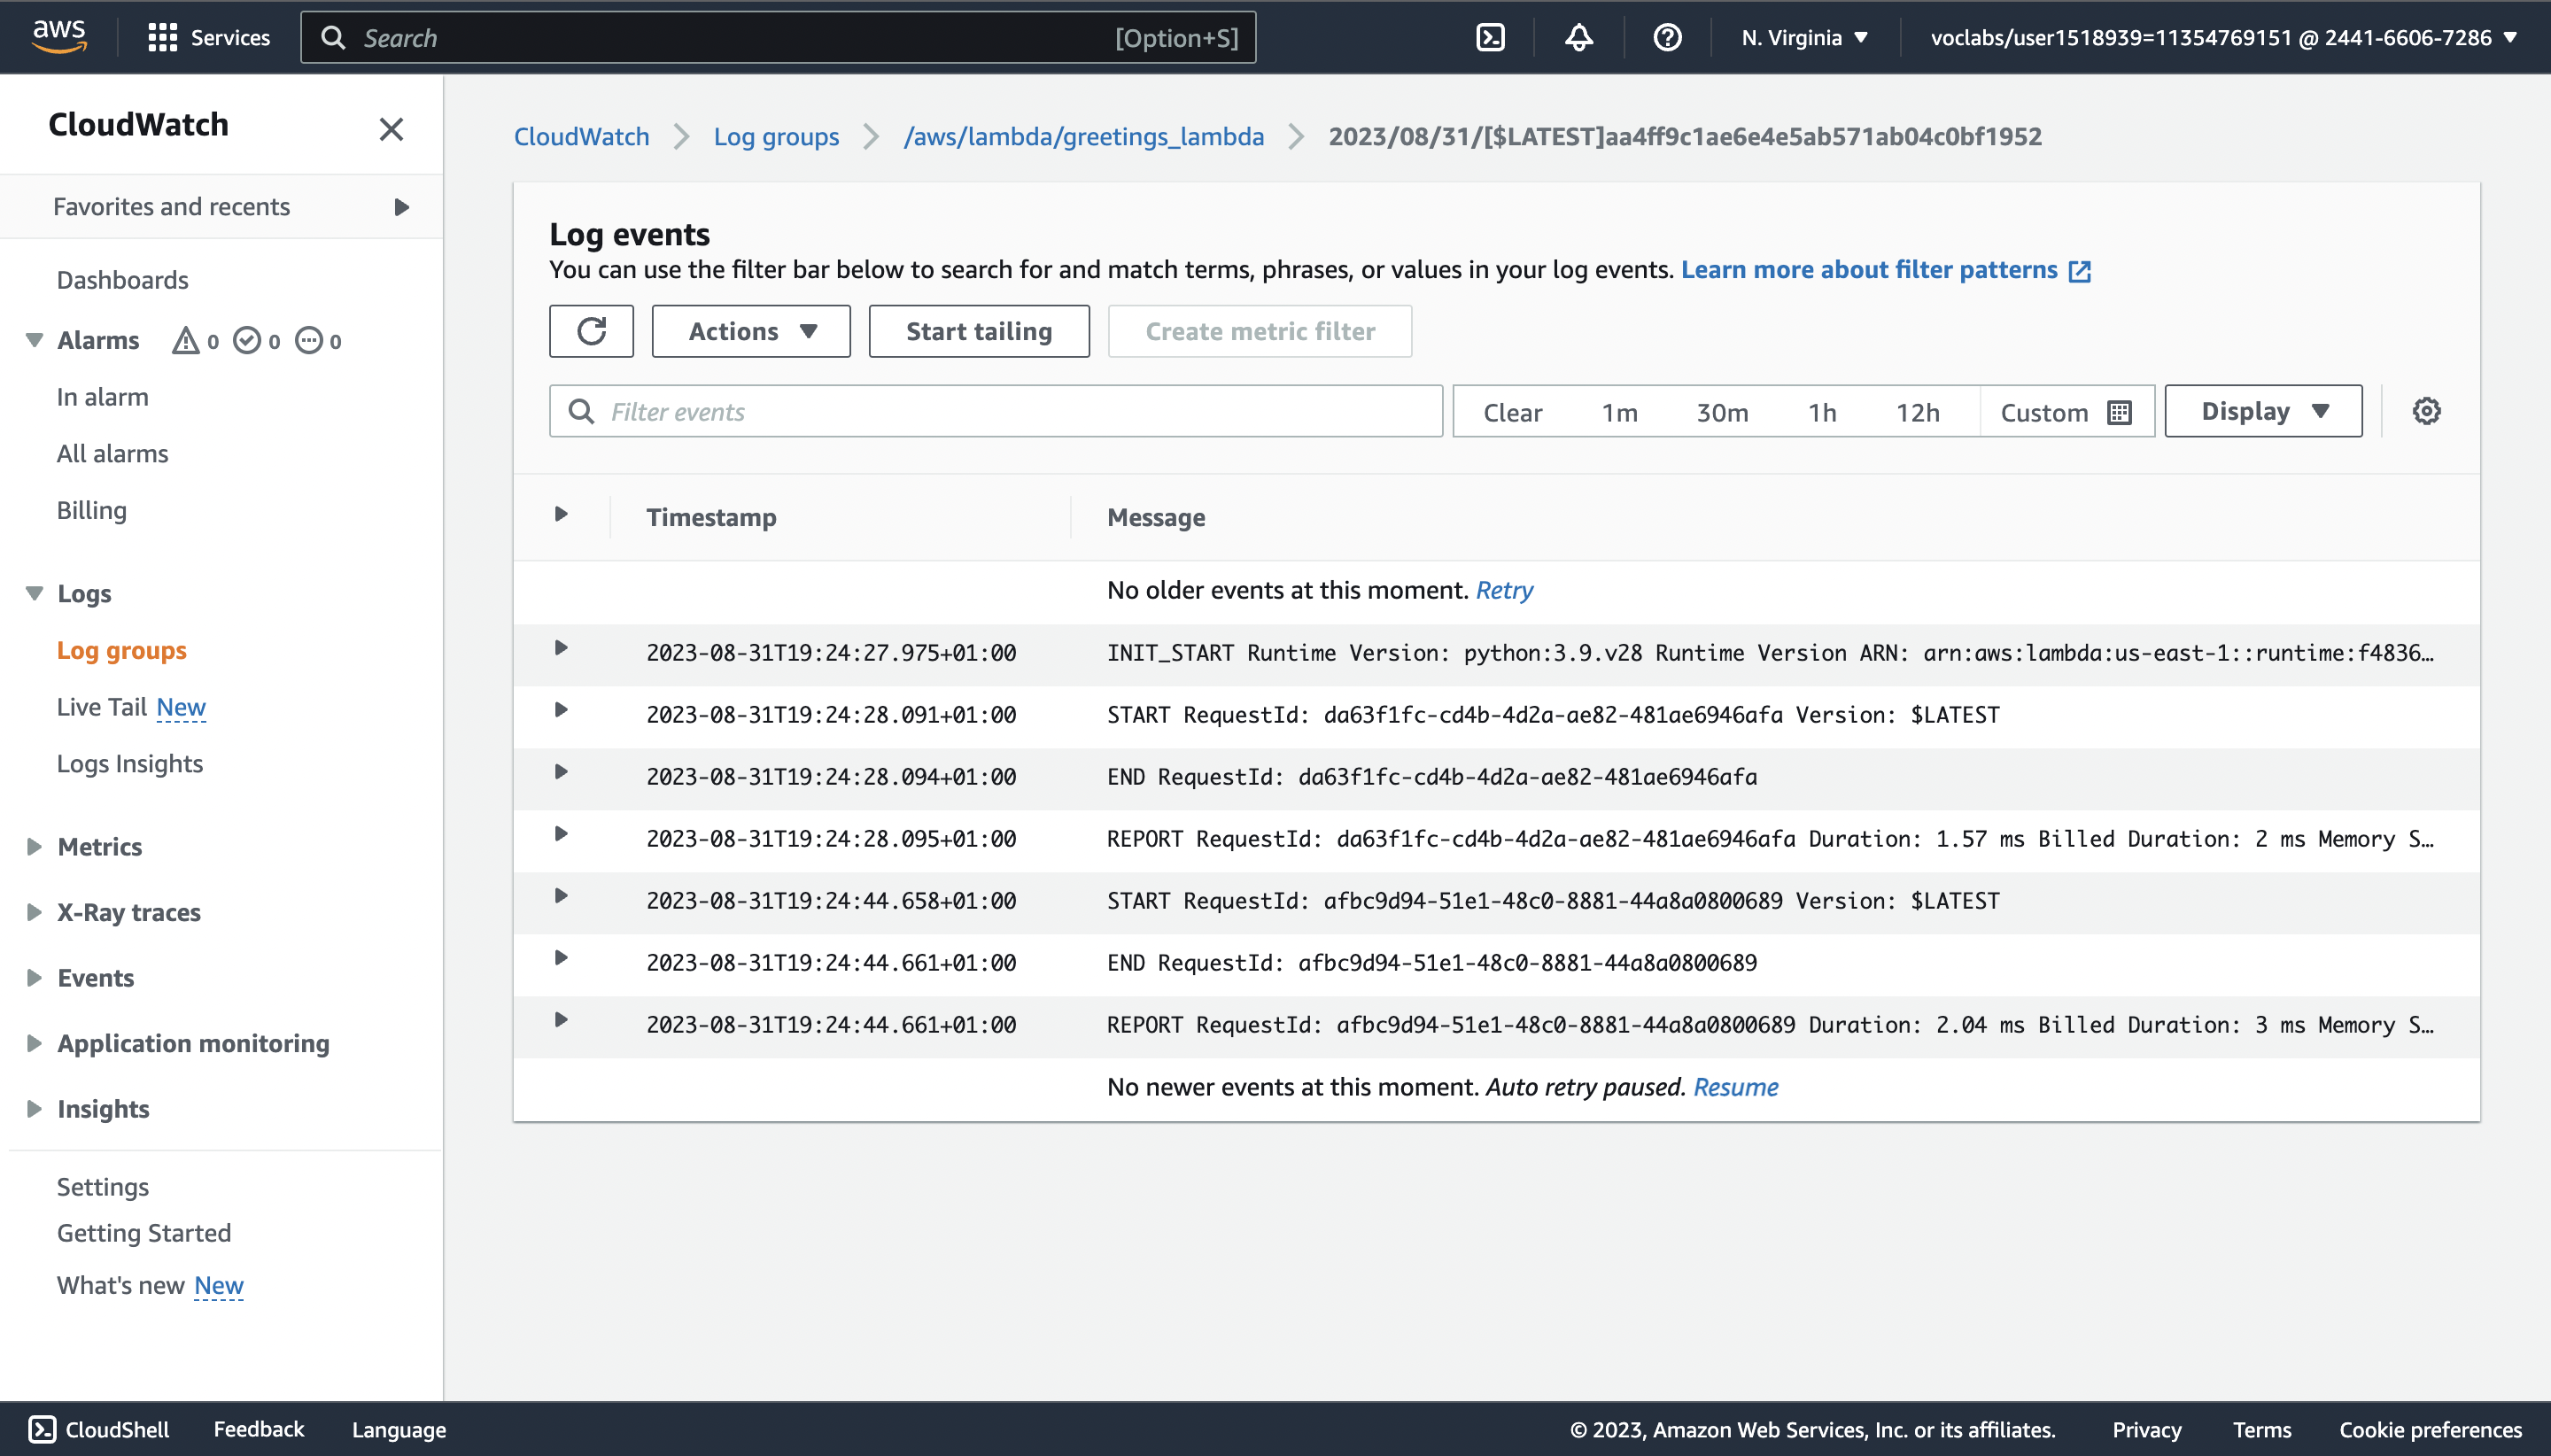 aws
Services
Search
[Option+S]
N. Virginia
voclabs/user1518939=11354769151 @ 2441-6606-7286
CloudWatch
Favorites and recents
Dashboards
Alarms 0 0 0
In alarm
All alarms
Billing
Logs
Log groups
Live Tail New
Logs Insights
Metrics
X-Ray traces
Events
Application monitoring
Insights
Settings
Getting Started
What's new New
CloudWatch
Log groups
/aws/lambda/greetings_lambda
2023/08/31/[$LATEST]aa4ff9c1ae6e4e5ab571ab04c0bf1952
Log events
You can use the filter bar below to search for and match terms, phrases, or values in your log events. Learn more about filter patterns
Actions
Start tailing
Create metric filter
Filter events
Clear 1m 30m 1h 12h Custom
Display
Timestamp Message
No older events at this moment. Retry
2023-08-31T19:24:27.975+01:00 INIT_START Runtime Version: python:3.9.v28 Runtime Version ARN: arn:aws:lambda:us-east-1::runtime:f4836…
2023-08-31T19:24:28.091+01:00 START RequestId: da63f1fc-cd4b-4d2a-ae82-481ae6946afa Version: $LATEST
2023-08-31T19:24:28.094+01:00 END RequestId: da63f1fc-cd4b-4d2a-ae82-481ae6946afa
2023-08-31T19:24:28.095+01:00 REPORT RequestId: da63f1fc-cd4b-4d2a-ae82-481ae6946afa Duration: 1.57 ms Billed Duration: 2 ms Memory S…
2023-08-31T19:24:44.658+01:00 START RequestId: afbc9d94-51e1-48c0-8881-44a8a0800689 Version: $LATEST
2023-08-31T19:24:44.661+01:00 END RequestId: afbc9d94-51e1-48c0-8881-44a8a0800689
2023-08-31T19:24:44.661+01:00 REPORT RequestId: afbc9d94-51e1-48c0-8881-44a8a0800689 Duration: 2.04 ms Billed Duration: 3 ms Memory S…
No newer events at this moment. Auto retry paused. Resume
CloudShell
Feedback
Language
© 2023, Amazon Web Services, Inc. or its affiliates.
Privacy
Terms
Cookie preferences